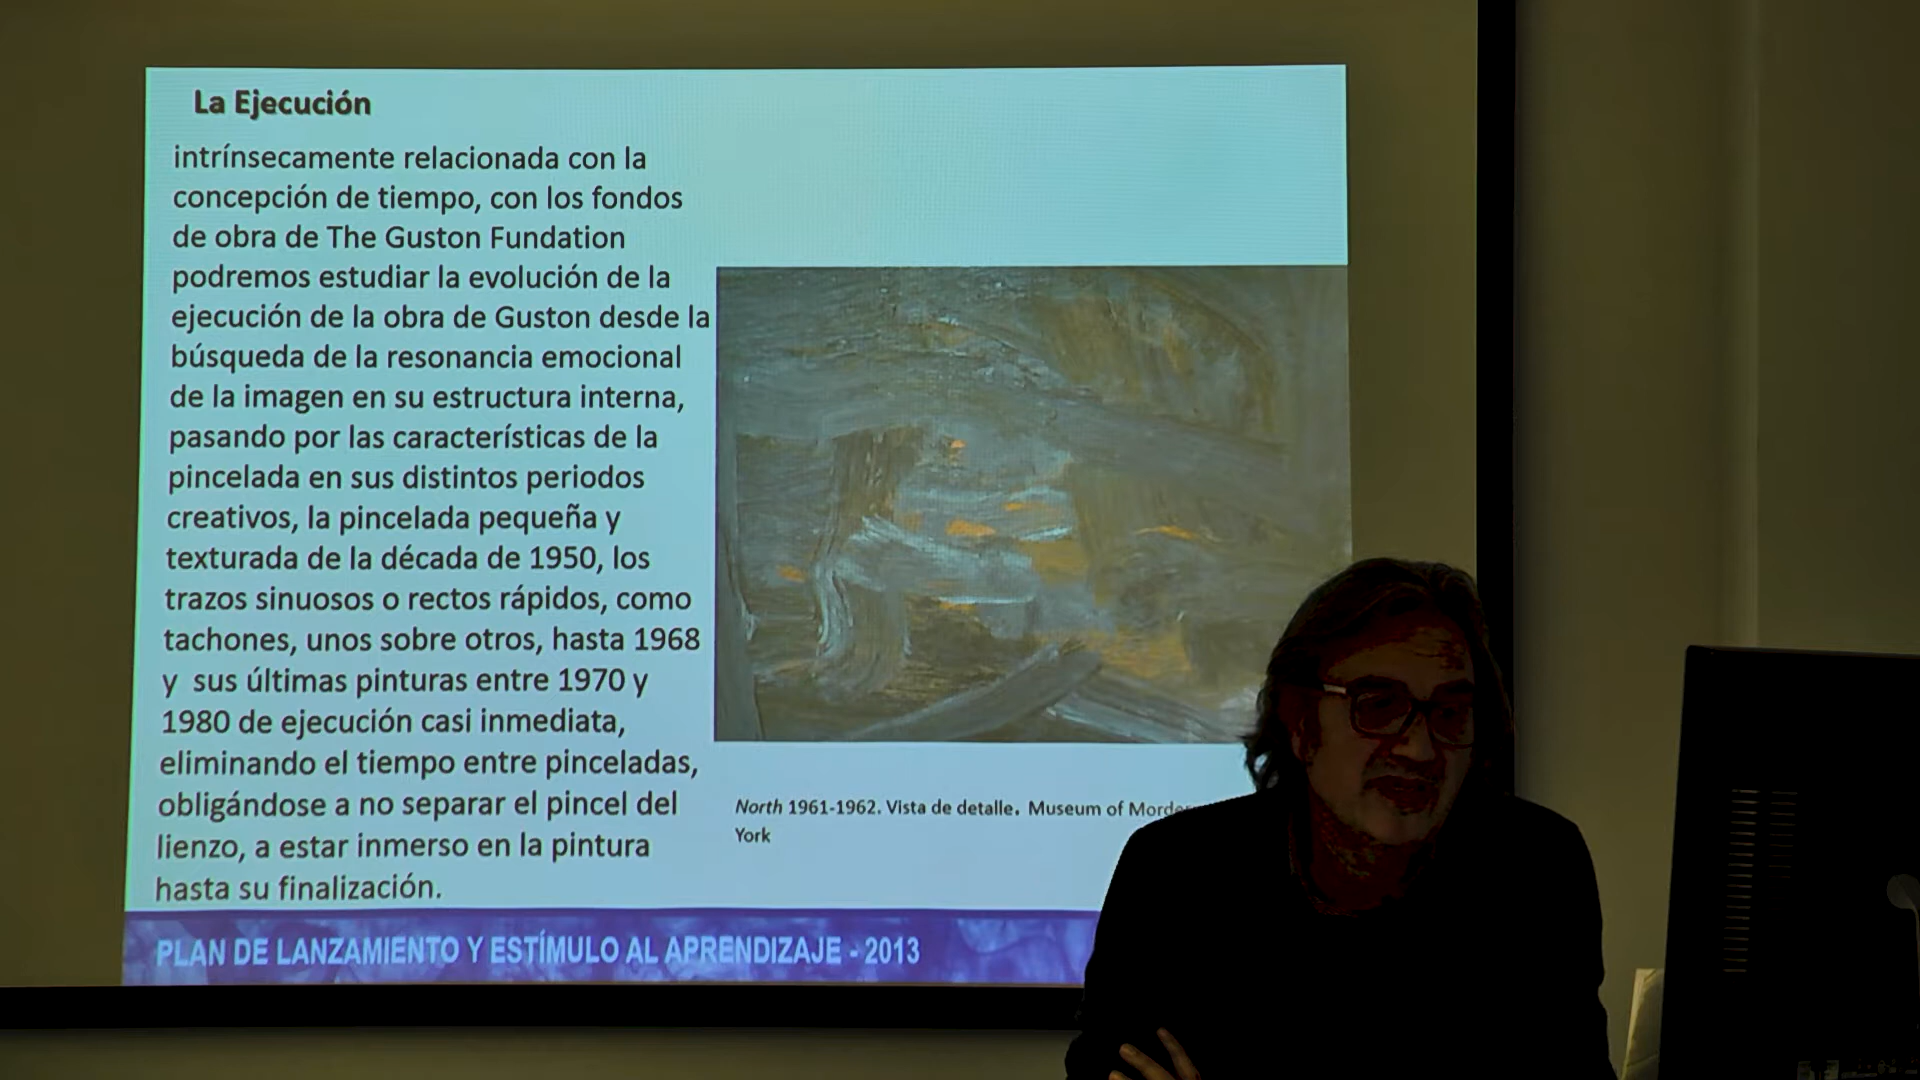 La Ejecución
intrínsecamente relacionada con la
concepción de tiempo, con los fondos
de obra de The Guston Fundation
podremos estudiar la evolución de la
ejecución de la obra de Guston desde la
búsqueda de la resonancia emocional
de la imagen en su estructura interna,
pasando por las características de la
pincelada en sus distintos periodos
creativos, la pincelada pequeña y
texturada de la década de 1950, los
trazos sinuosos o rectos rápidos, como
tachones, unos sobre otros, hasta 1968
y sus últimas pinturas entre 1970 y
1980 de ejecución casi inmediata,
eliminando el tiempo entre pinceladas,
obligándose a no separar el pincel del
lienzo, a estar inmerso en la pintura
hasta su finalización.
North 1961-1962. Vista de detalle. Museum of
York
PLAN DE LANZAMIENTO Y ESTÍMULO AL APRENDIZAJE - 2013